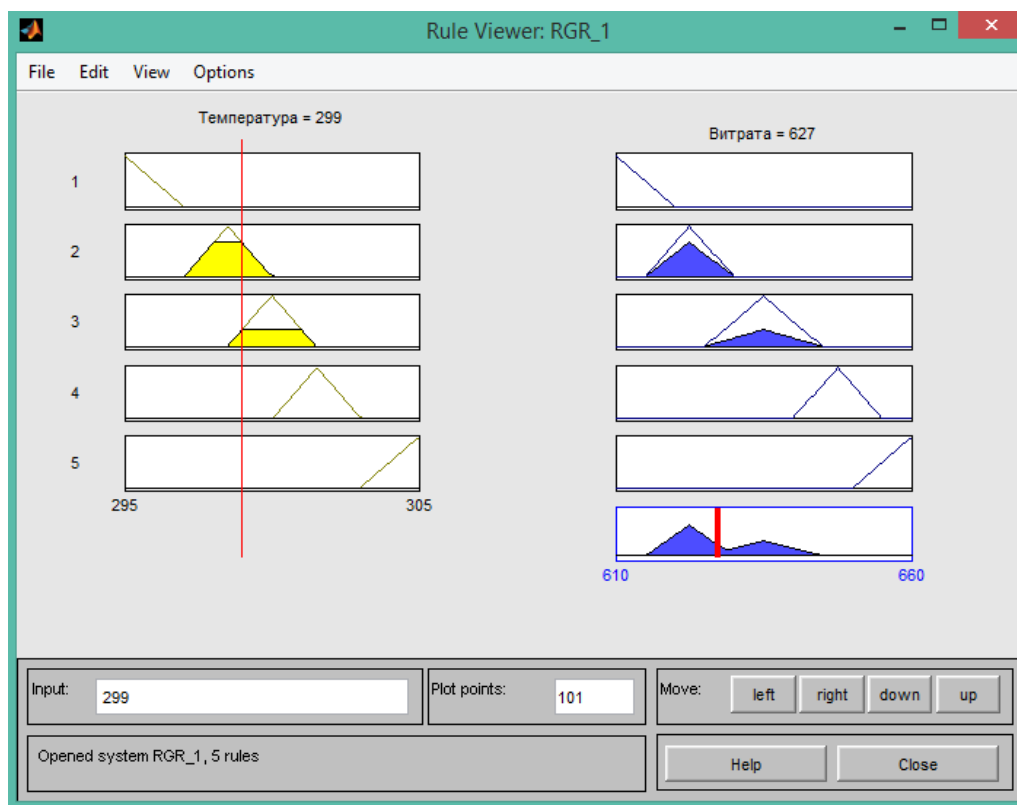 Rule Viewer: RGR_1
File Edit View Options
Температура = 299
Витрата = 627
1
2
3
4
5
295 305
610 660
Input: 299
Plot points: 101
Move: left right down up
Opened system RGR_1, 5 rules
Help Close